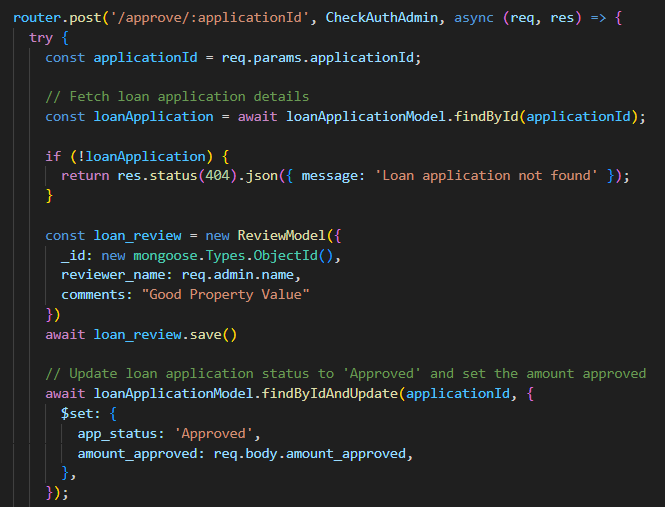 router.post('/approve/:applicationId', CheckAuthAdmin, async (req, res) => {
  try {
    const applicationId = req.params.applicationId;

    // Fetch loan application details
    const loanApplication = await loanApplicationModel.findById(applicationId);

    if (!loanApplication) {
      return res.status(404).json({ message: 'Loan application not found' });
    }

    const loan_review = new ReviewModel({
      _id: new mongoose.Types.ObjectId(),
      reviewer_name: req.admin.name,
      comments: "Good Property Value"
    })
    await loan_review.save()

    // Update loan application status to 'Approved' and set the amount approved
    await loanApplicationModel.findByIdAndUpdate(applicationId, {
      $set: {
        app_status: 'Approved',
        amount_approved: req.body.amount_approved,
      },
    });